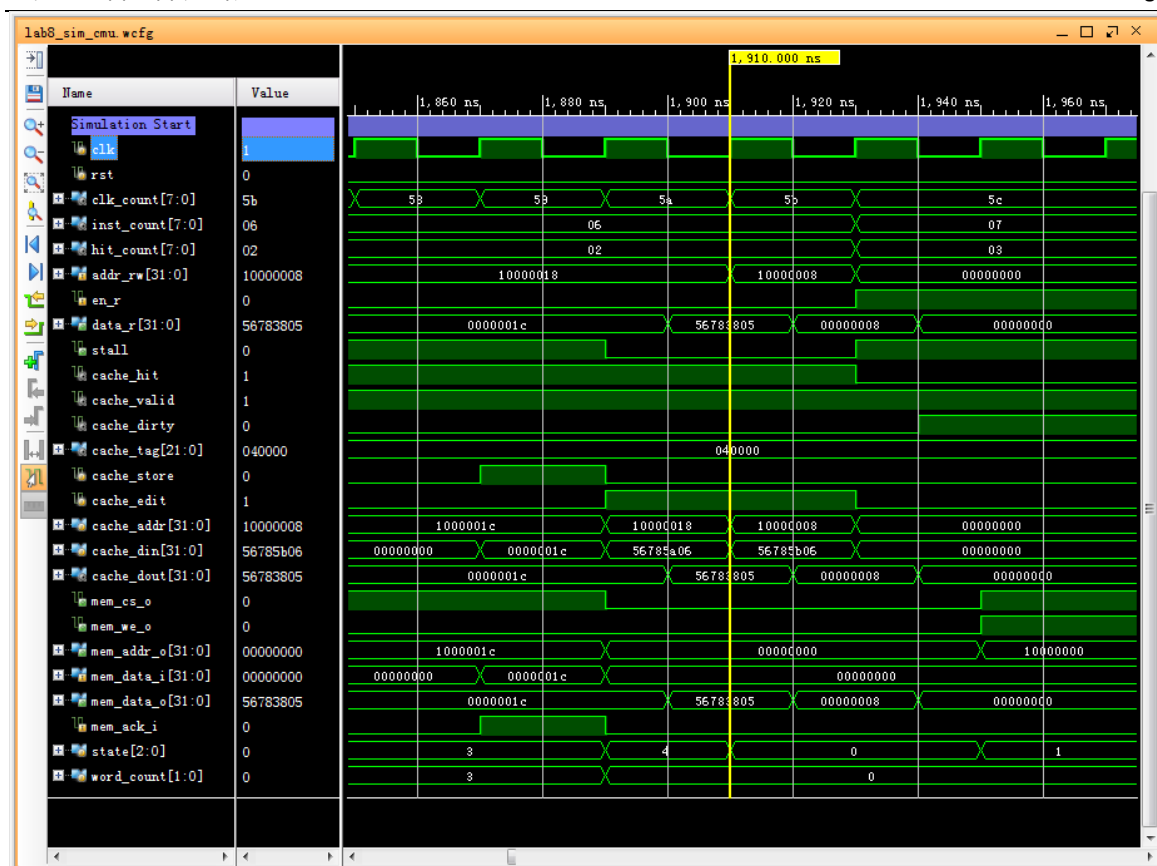 lab8_sim_cmu.wcfg
1,910.000 ns
Name Value
1,860 ns 1,880 ns 1,900 ns 1,920 ns 1,940 ns 1,960 ns
Simulation Start
clk 1
rst 0
clk_count[7:0] 5b 58 59 5a 5b 5c
inst_count[7:0] 06 06 07
hit_count[7:0] 02 02 03
addr_rw[31:0] 10000008 10000018 10000008 00000000
en_r 0
data_r[31:0] 56783805 0000001c 56783805 00000008 00000000
stall 0
cache_hit 1
cache_valid 1
cache_dirty 0
cache_tag[21:0] 040000 040000
cache_store 0
cache_edit 1
cache_addr[31:0] 10000008 1000001c 10000018 10000008 00000000
cache_din[31:0] 56785b06 00000000 0000001c 56785a06 56785b06 00000000
cache_dout[31:0] 56783805 0000001c 56783805 00000008 00000000
mem_cs_o 0
mem_we_o 0
mem_addr_o[31:0] 00000000 1000001c 00000000 10000000
mem_data_i[31:0] 00000000 00000000 0000001c 00000000
mem_data_o[31:0] 56783805 0000001c 56783805 00000008 00000000
mem_ack_i 0
state[2:0] 0 3 4 0 1
word_count[1:0] 0 3 0